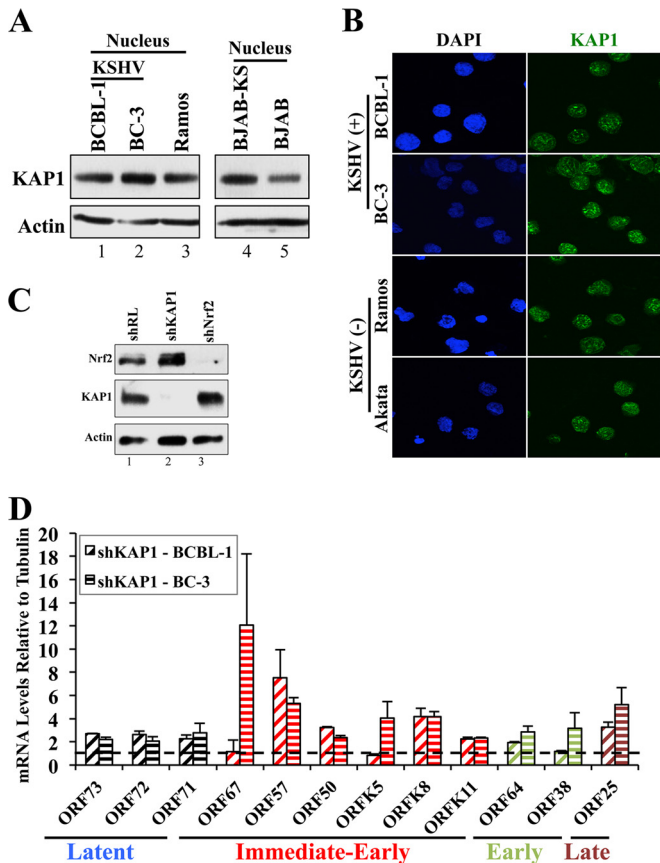 A
Nucleus
KSHV
BCBL-1
BC-3
Ramos
Nucleus
BJAB-KS
BJAB
KAP1
Actin
1 2 3 4 5
B
DAPI KAP1
KSHV (+)
BCBL-1
BC-3
KSHV (-)
Ramos
Akata
C
shRL
shKAP1
shNrf2
Nrf2
KAP1
Actin
1 2 3
D
mRNA Levels Relative to Tubulin
20
18
16
14
12
10
8
6
4
2
0
shKAP1 - BCBL-1
shKAP1 - BC-3
ORF73
ORF72
ORF71
ORF67
ORF57
ORF50
ORFK5
ORFK8
ORFK11
ORF64
ORF38
ORF25
Latent Immediate-Early Early Late